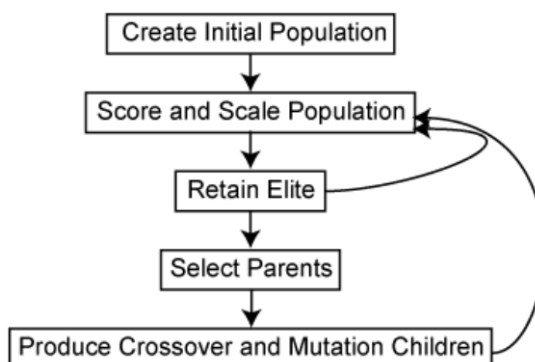 Create Initial Population
Score and Scale Population
Retain Elite
Select Parents
Produce Crossover and Mutation Children